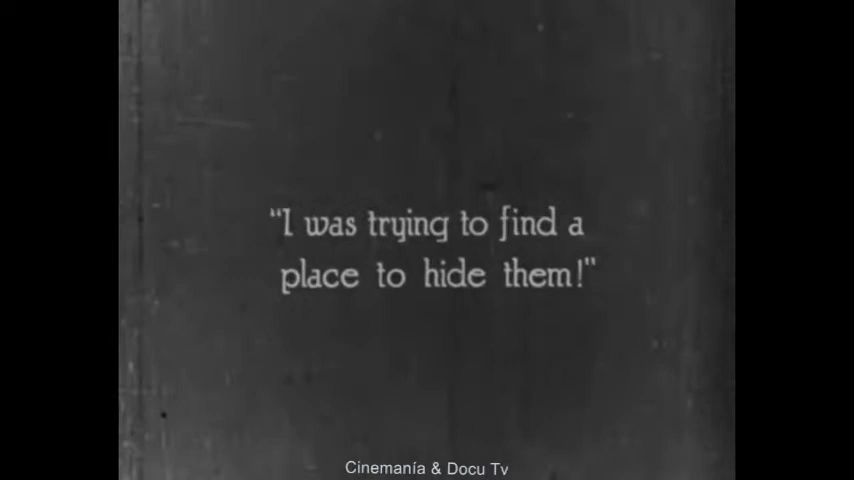 “I was trying to find a
place to hide them!"
Cinemanía & Docu Tv